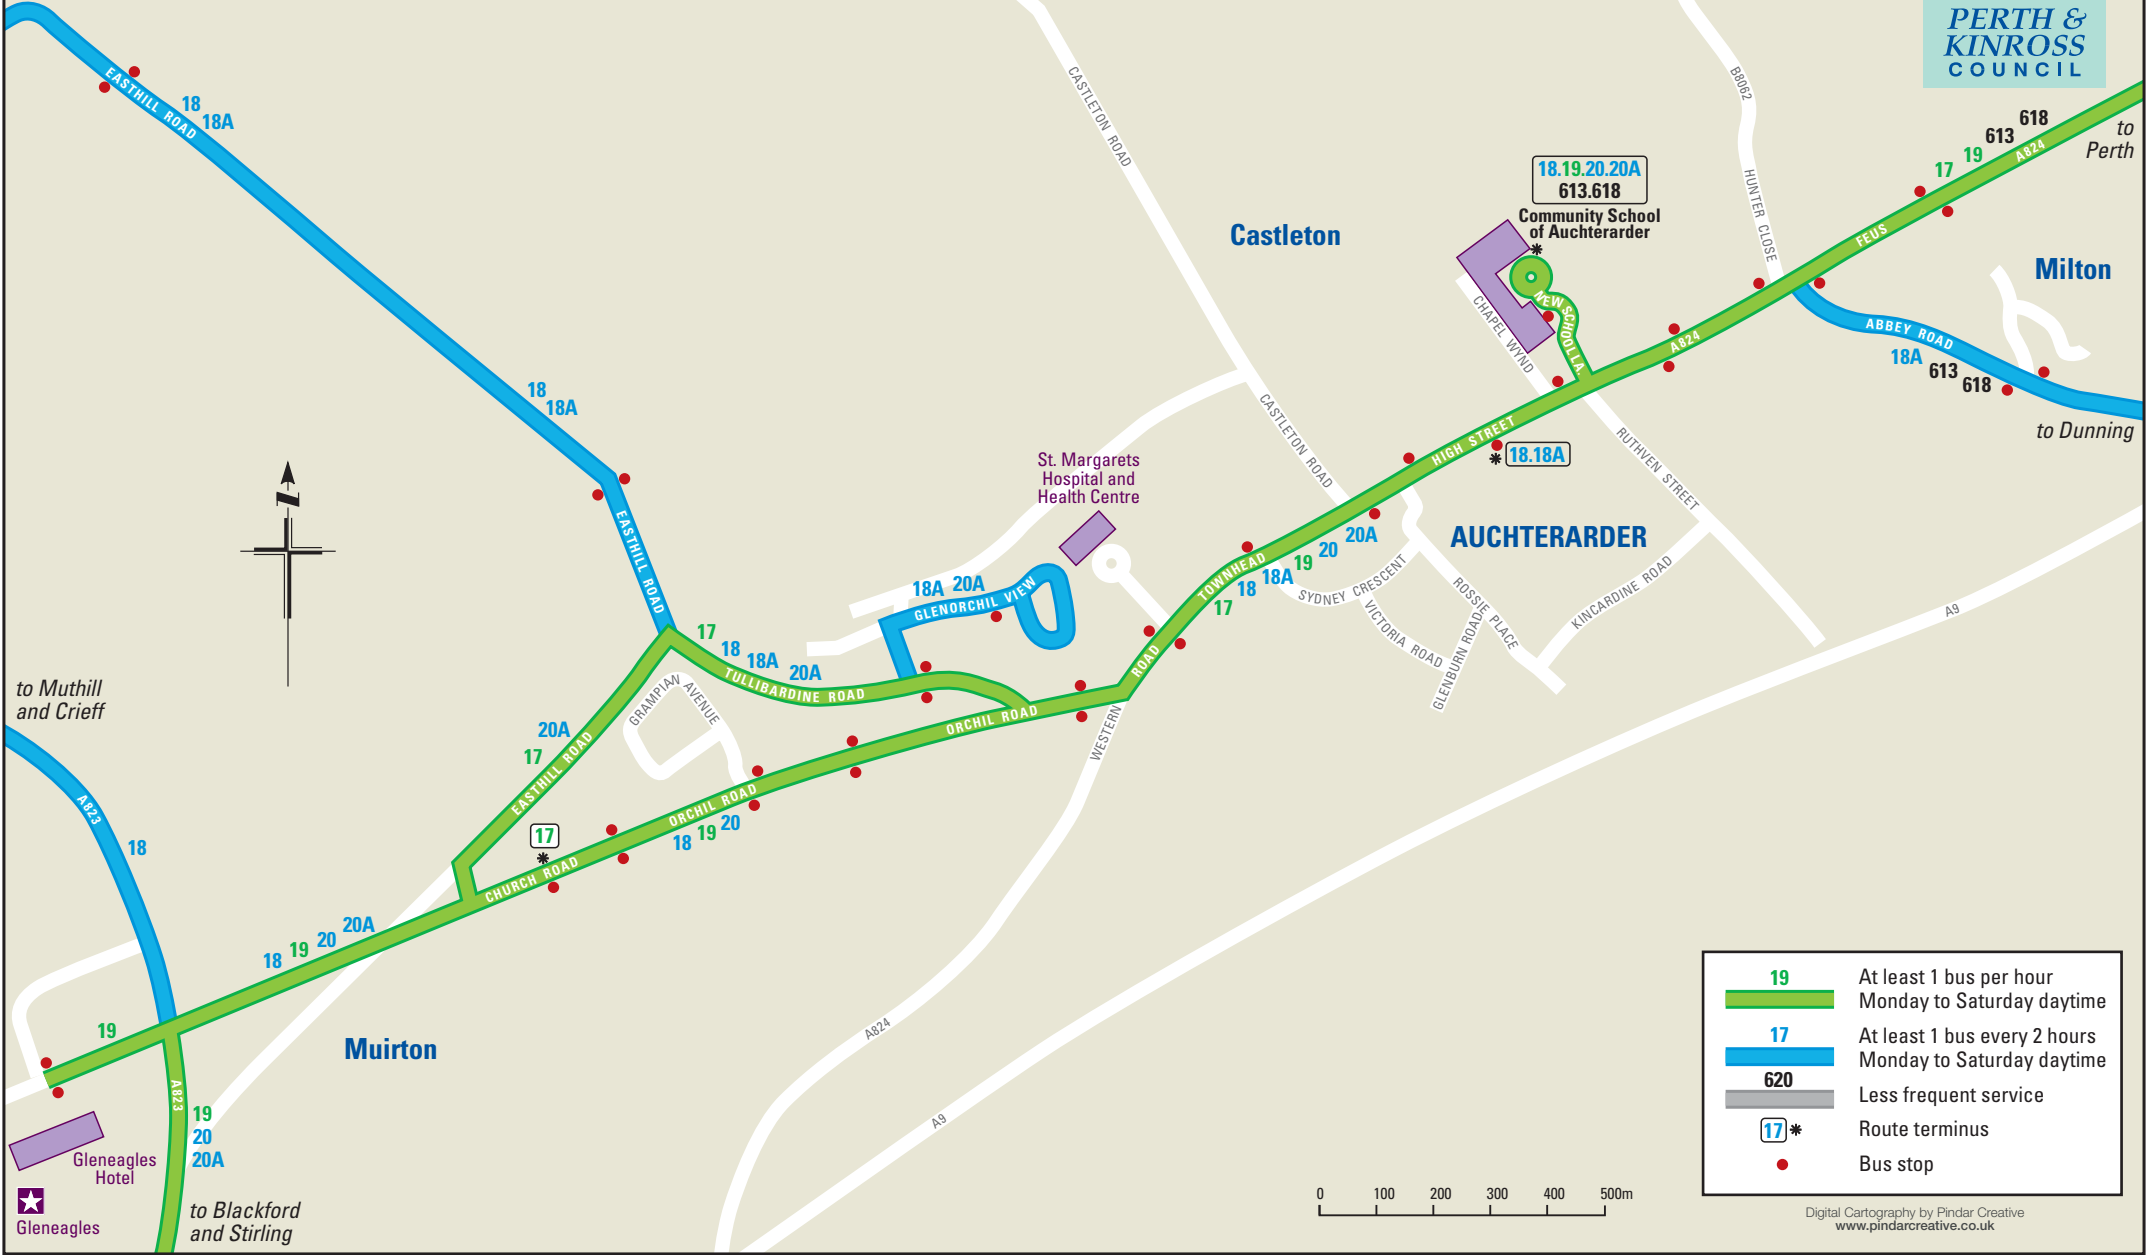 PERTH &
KINROSS
COUNCIL
EASTHILL ROAD
18
18A
CASTLETON ROAD
B8062
to
Perth
618
613
19
17
A824
18.19.20.20A
613.618
Community School
of Auchterarder
HUNTER CLOSE
FEUS
Castleton
Milton
NEW SCHOOL LA.
CHAPEL WYND
A824
ABBEY ROAD
18A
613
618
to Dunning
18
18A
CASTLETON ROAD
HIGH STREET
18.18A
RUTHVEN STREET
St. Margarets
Hospital and
Health Centre
N
EASTHILL ROAD
AUCHTERARDER
20A
20
19
18A
18
17
TOWNHEAD
SYDNEY CRESCENT
VICTORIA ROAD
ROSSIE PLACE
GLENBURN ROAD
KINCARDINE ROAD
A9
18A 20A
GLENORCHIL VIEW
17
18
18A
20A
TULLIBARDINE ROAD
WESTERN ROAD
GRAMPIAN AVENUE
ORCHIL ROAD
to Muthill
and Crieff
20A
17
EASTHILL ROAD
ORCHIL ROAD
18 19 20
17
CHURCH ROAD
A823
18
18 19 20 20A
19
Muirton
A823
19
20
20A
A824
A9
Gleneagles
Hotel
Gleneagles
to Blackford
and Stirling
19
At least 1 bus per hour
Monday to Saturday daytime
17
At least 1 bus every 2 hours
Monday to Saturday daytime
620
Less frequent service
17
Route terminus
Bus stop
0 100 200 300 400 500m
Digital Cartography by Pindar Creative
www.pindarcreative.co.uk